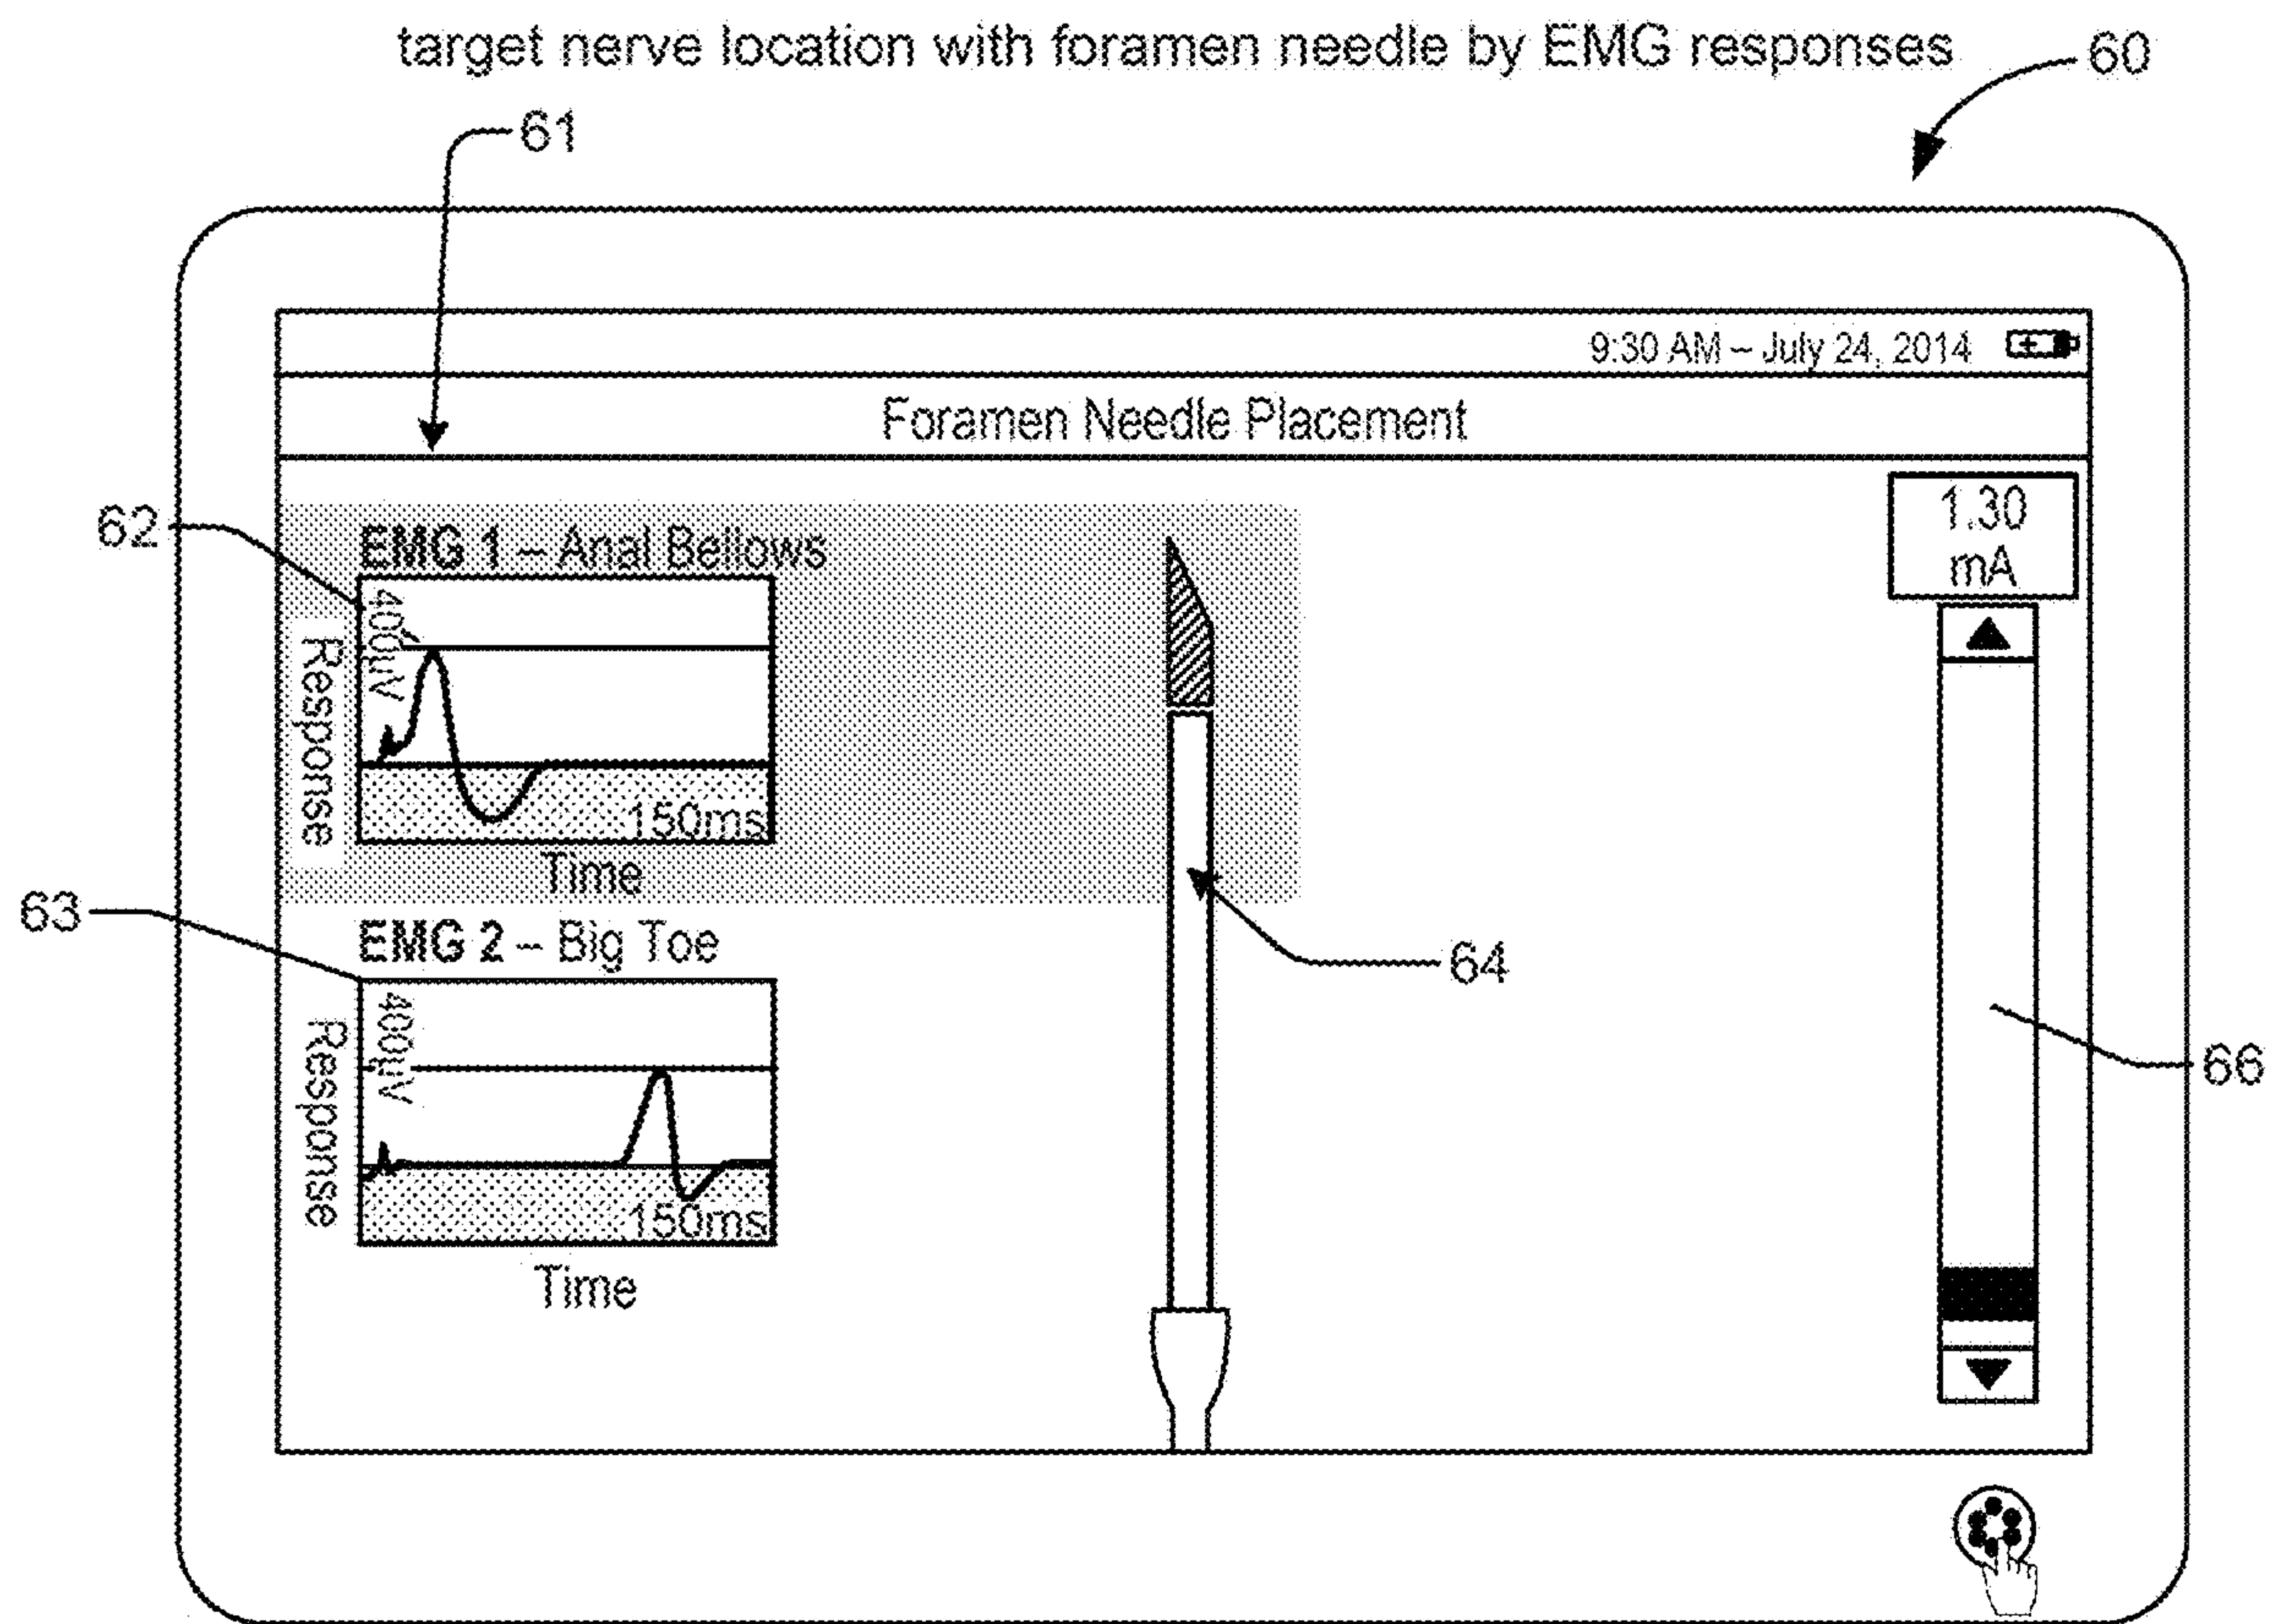 target nerve location with foramen needle by EMG responses
60
61
9:30 AM – July 24, 2014
Foramen Needle Placement
1.30
mA
62
EMG 1 – Anal Bellows
400µV
Response
150ms
Time
63
EMG 2 – Big Toe
400µV
Response
150ms
Time
64
66